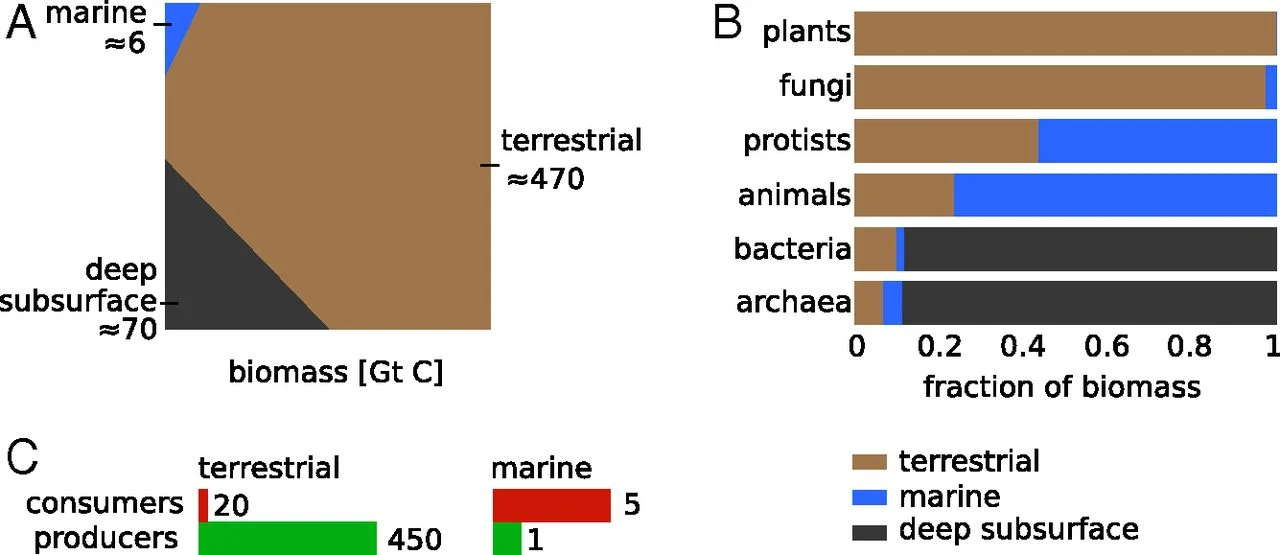 A
marine
≈6
terrestrial
≈470
deep
subsurface
≈70
biomass [Gt C]
B
plants
fungi
protists
animals
bacteria
archaea
0 0.2 0.4 0.6 0.8 1
fraction of biomass
C
terrestrial marine
consumers 20 5
producers 450 1
terrestrial
marine
deep subsurface